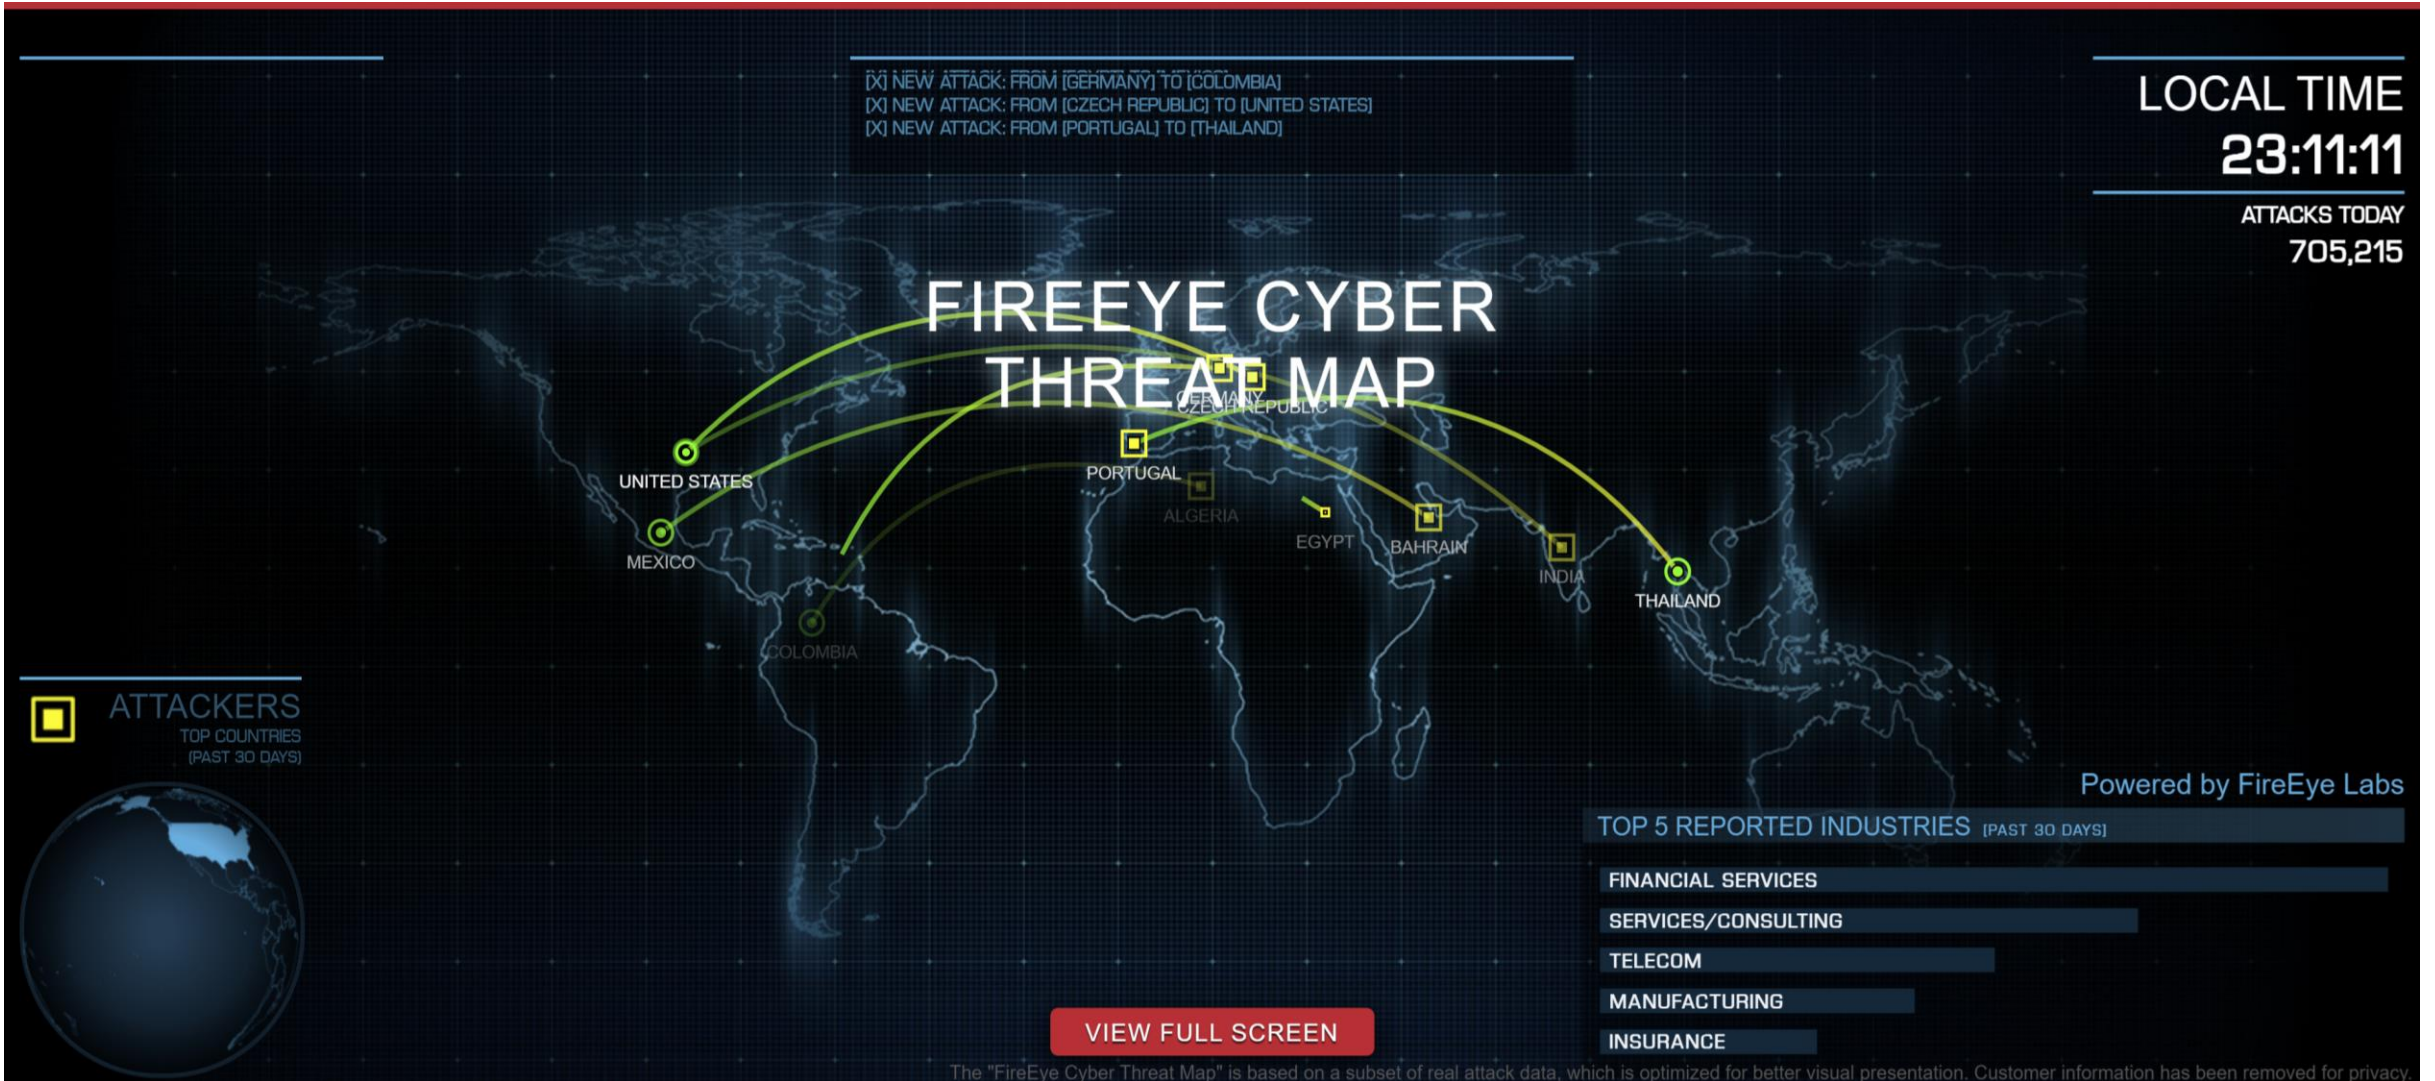 [X] NEW ATTACK: FROM [GERMANY] TO [COLOMBIA]
[X] NEW ATTACK: FROM [CZECH REPUBLIC] TO [UNITED STATES]
[X] NEW ATTACK: FROM [PORTUGAL] TO [THAILAND]
LOCAL TIME
23:11:11
ATTACKS TODAY
705,215
FIREEYE CYBER
THREAT MAP
GERMANY
CZECH REPUBLIC
UNITED STATES
PORTUGAL
ALGERIA
EGYPT
BAHRAIN
MEXICO
INDIA
THAILAND
COLOMBIA
ATTACKERS
TOP COUNTRIES
(PAST 30 DAYS)
Powered by FireEye Labs
TOP 5 REPORTED INDUSTRIES [PAST 30 DAYS]
FINANCIAL SERVICES
SERVICES/CONSULTING
TELECOM
MANUFACTURING
INSURANCE
VIEW FULL SCREEN
The "FireEye Cyber Threat Map" is based on a subset of real attack data, which is optimized for better visual presentation. Customer information has been removed for privacy.